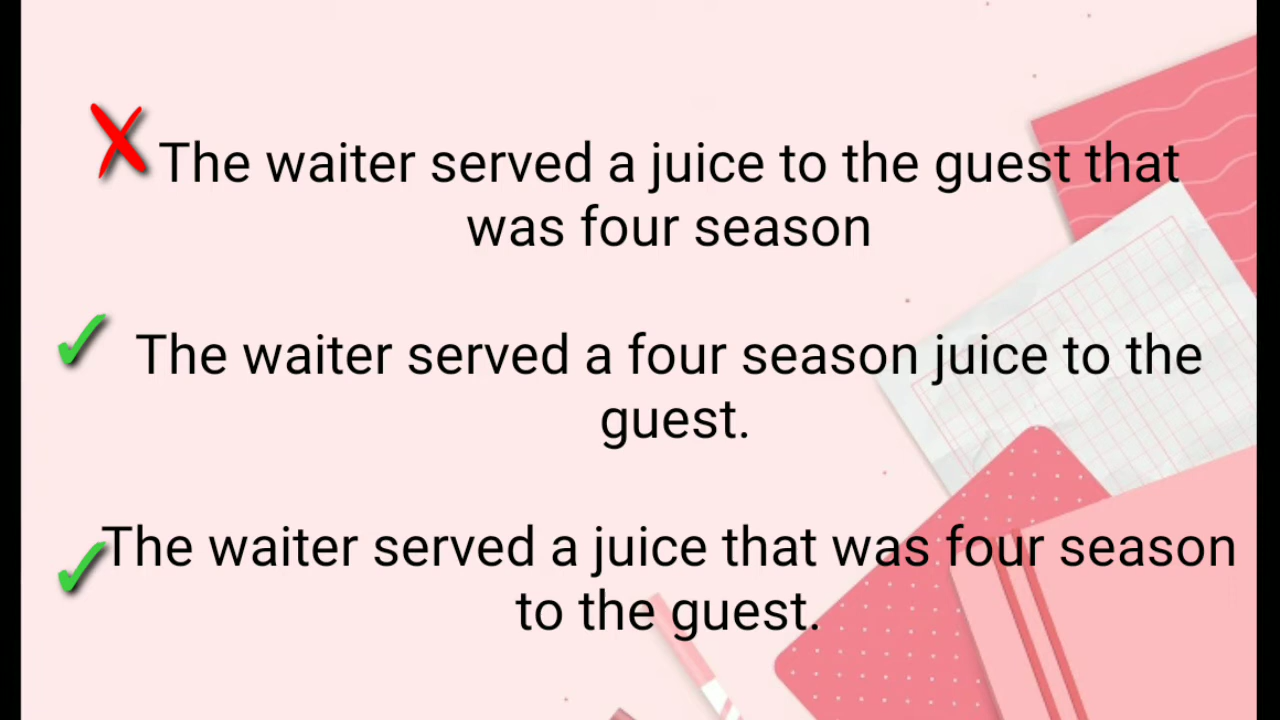 The waiter served a juice to the guest that
was four season
The waiter served a four season juice to the
guest.
The waiter served a juice that was four season
to the guest.